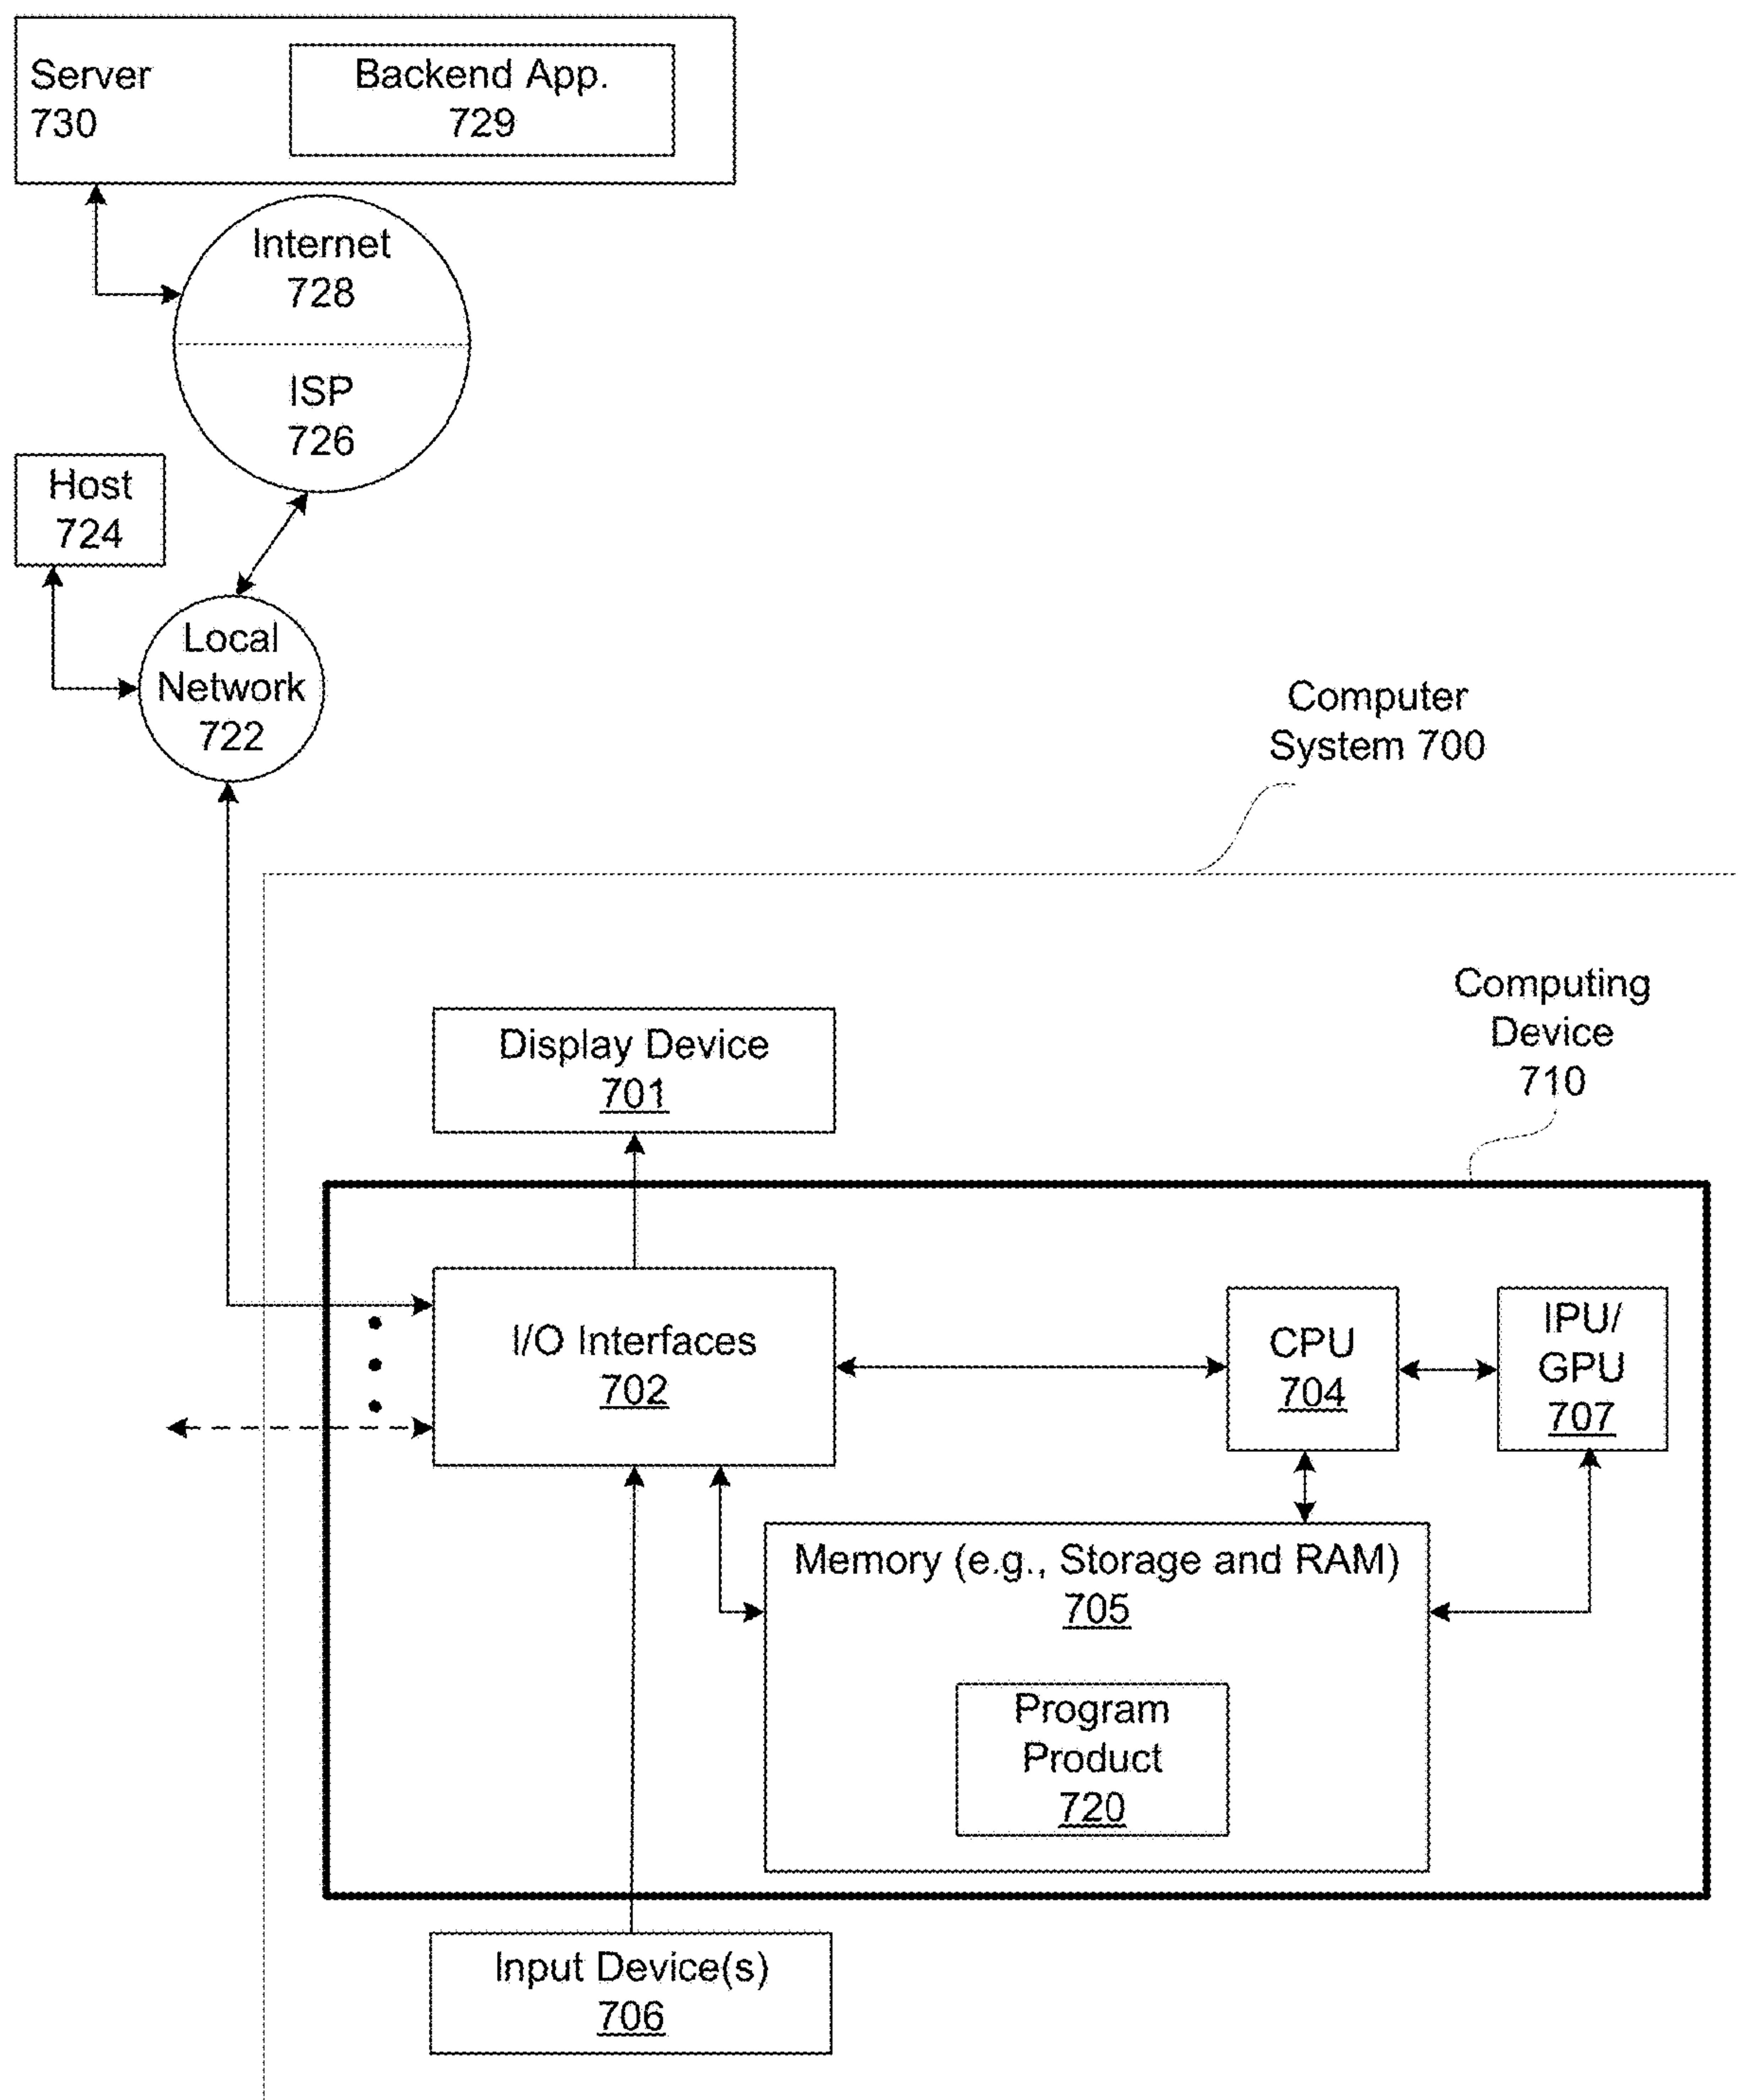 Server
730
Backend App.
729
Internet
728
ISP
726
Host
724
Local
Network
722
Computer
System 700
Computing
Device
710
Display Device
701
I/O Interfaces
702
CPU
704
IPU/
GPU
707
Memory (e.g., Storage and RAM)
705
Program
Product
720
Input Device(s)
706